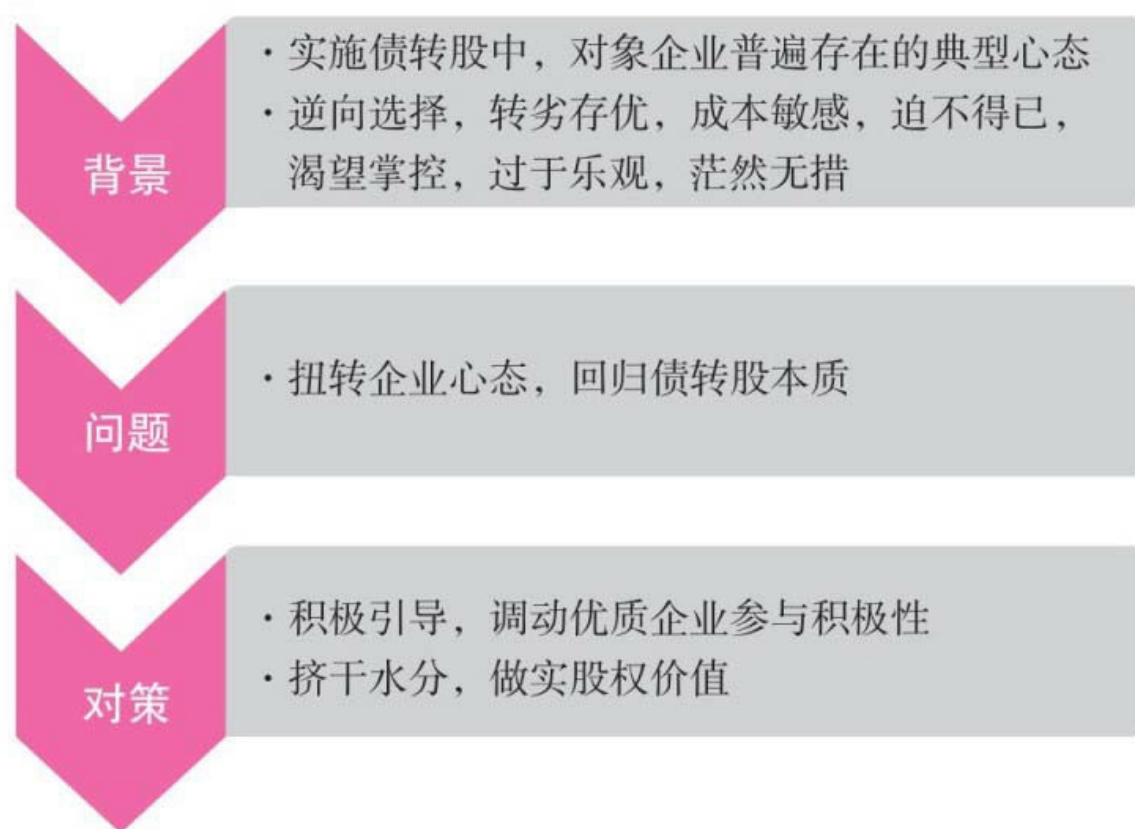 背景
· 实施债转股中，对象企业普遍存在的典型心态
· 逆向选择，转劣存优，成本敏感，迫不得已，
渴望掌控，过于乐观，茫然无措
问题
· 扭转企业心态，回归债转股本质
对策
· 积极引导，调动优质企业参与积极性
· 挤干水分，做实股权价值